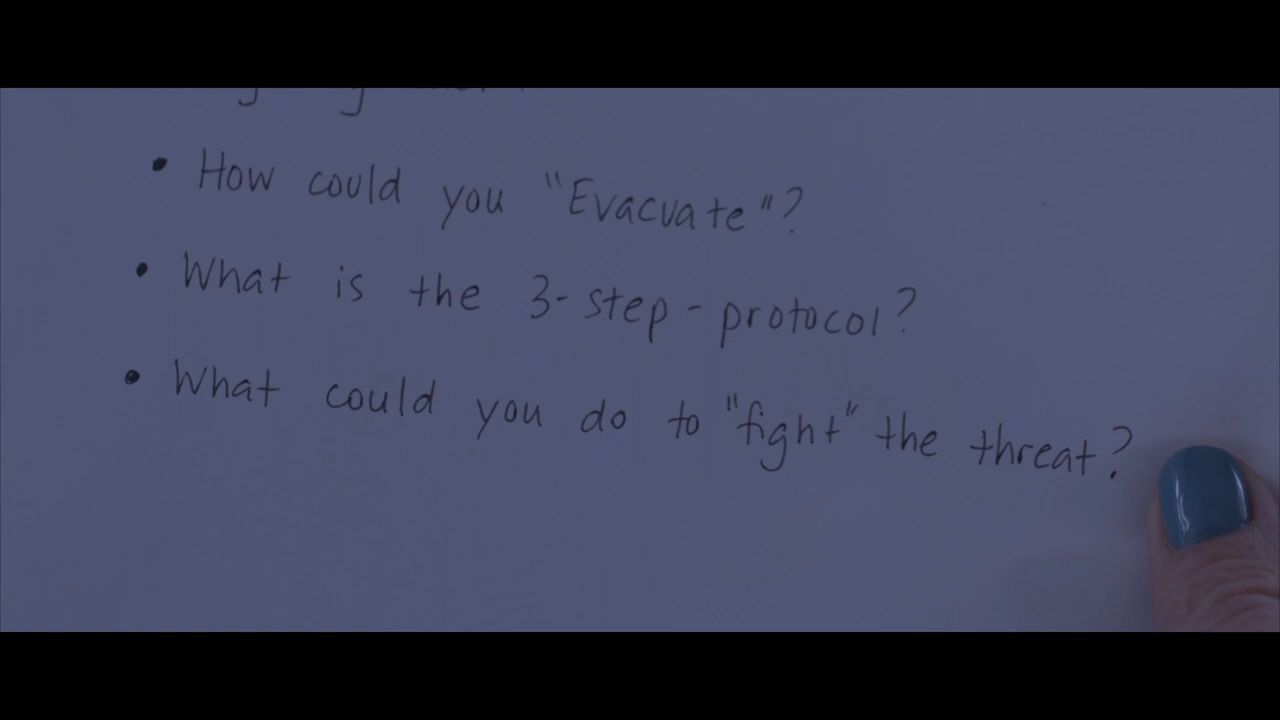 • How could you "Evacuate"?
• What is the 3-step-protocol?
• What could you do to "fight" the threat?